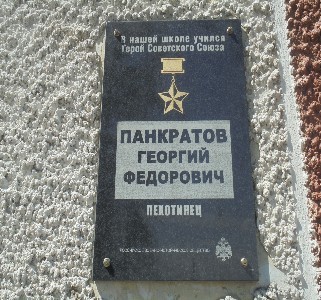 В нашей школе учился
Герой Советского Союза
ПАНКРАТОВ
ГЕОРГИЙ
ФЕДОРОВИЧ
ПЕХОТИНЕЦ